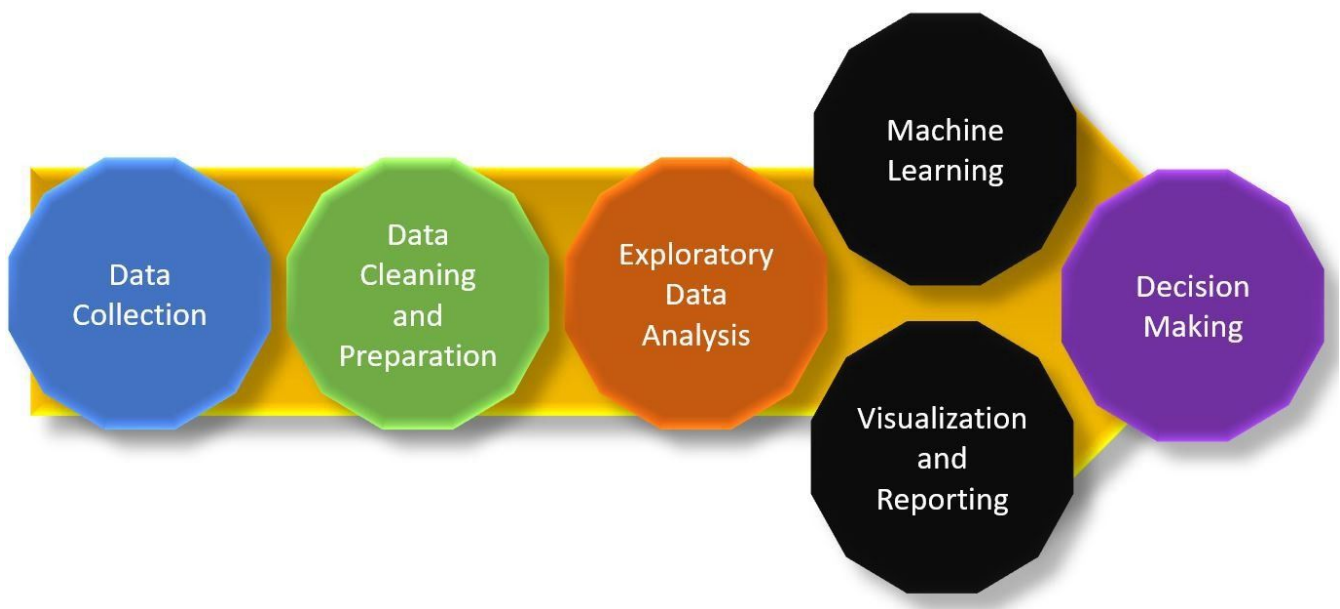 Data
Collection
Data
Cleaning
and
Preparation
Exploratory
Data
Analysis
Machine
Learning
Visualization
and
Reporting
Decision
Making